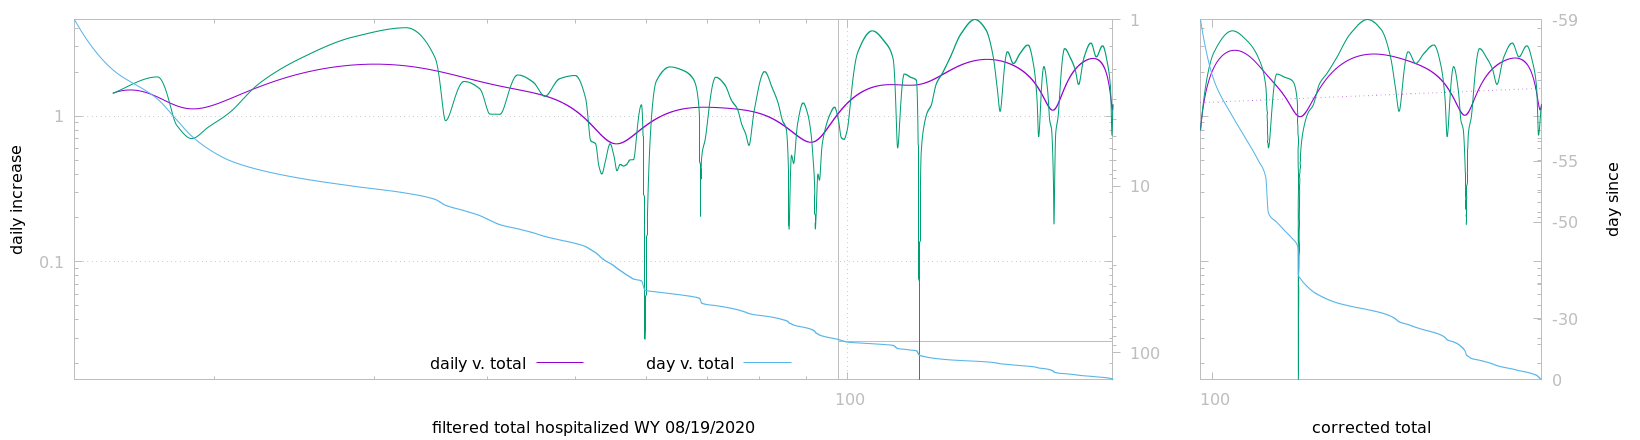 1
-59
1
daily increase
-55
10
day since
-50
0.1
-30
daily v. total
day v. total
100
0
100
100
filtered total hospitalized WY 08/19/2020
corrected total